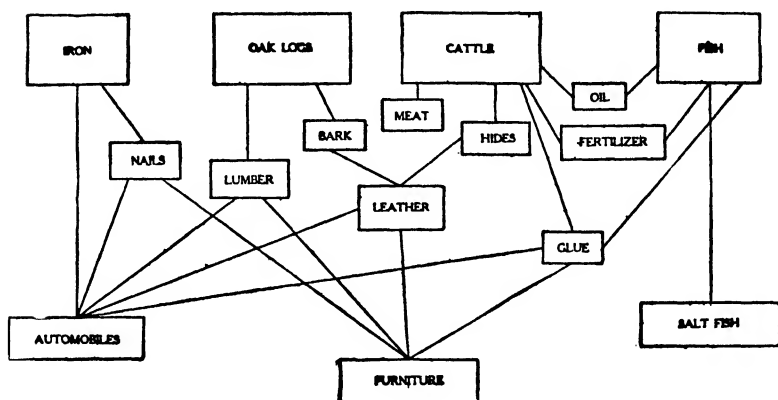 IRON
OAK LOGS
CATTLE
FISH
OIL
MEAT
BARK
HIDES
FERTILIZER
NAILS
LUMBER
LEATHER
GLUE
AUTOMOBILES
SALT FISH
FURNITURE